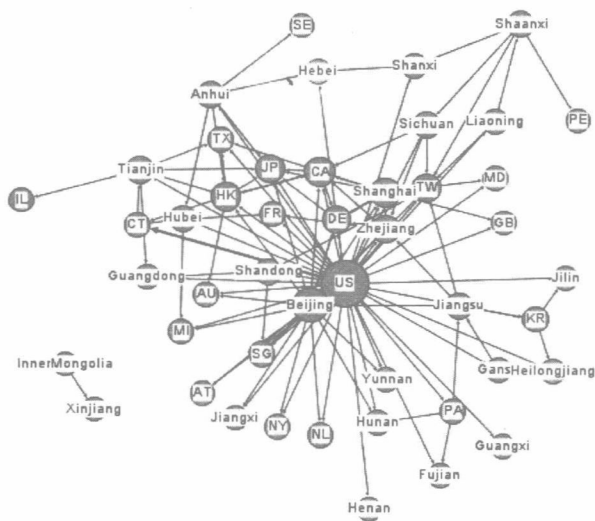 SE
Shaanxi
Hebei
Shanxi
Anhui
Sichuan
Liaoning
PE
TX
Tianjin
JP
CA
MD
Shanghai
TW
IL
HK
CT
Hubei
FR
DE
Zhejiang
GB
Guangdong
Shandong
US
Jilin
AU
Beijing
Jiangsu
KR
MI
SG
InnerMongolia
Yunnan
Gans
Heilongjiang
AT
Xinjiang
Jiangxi
NY
NL
Hunan
PA
Guangxi
Fujian
Henan